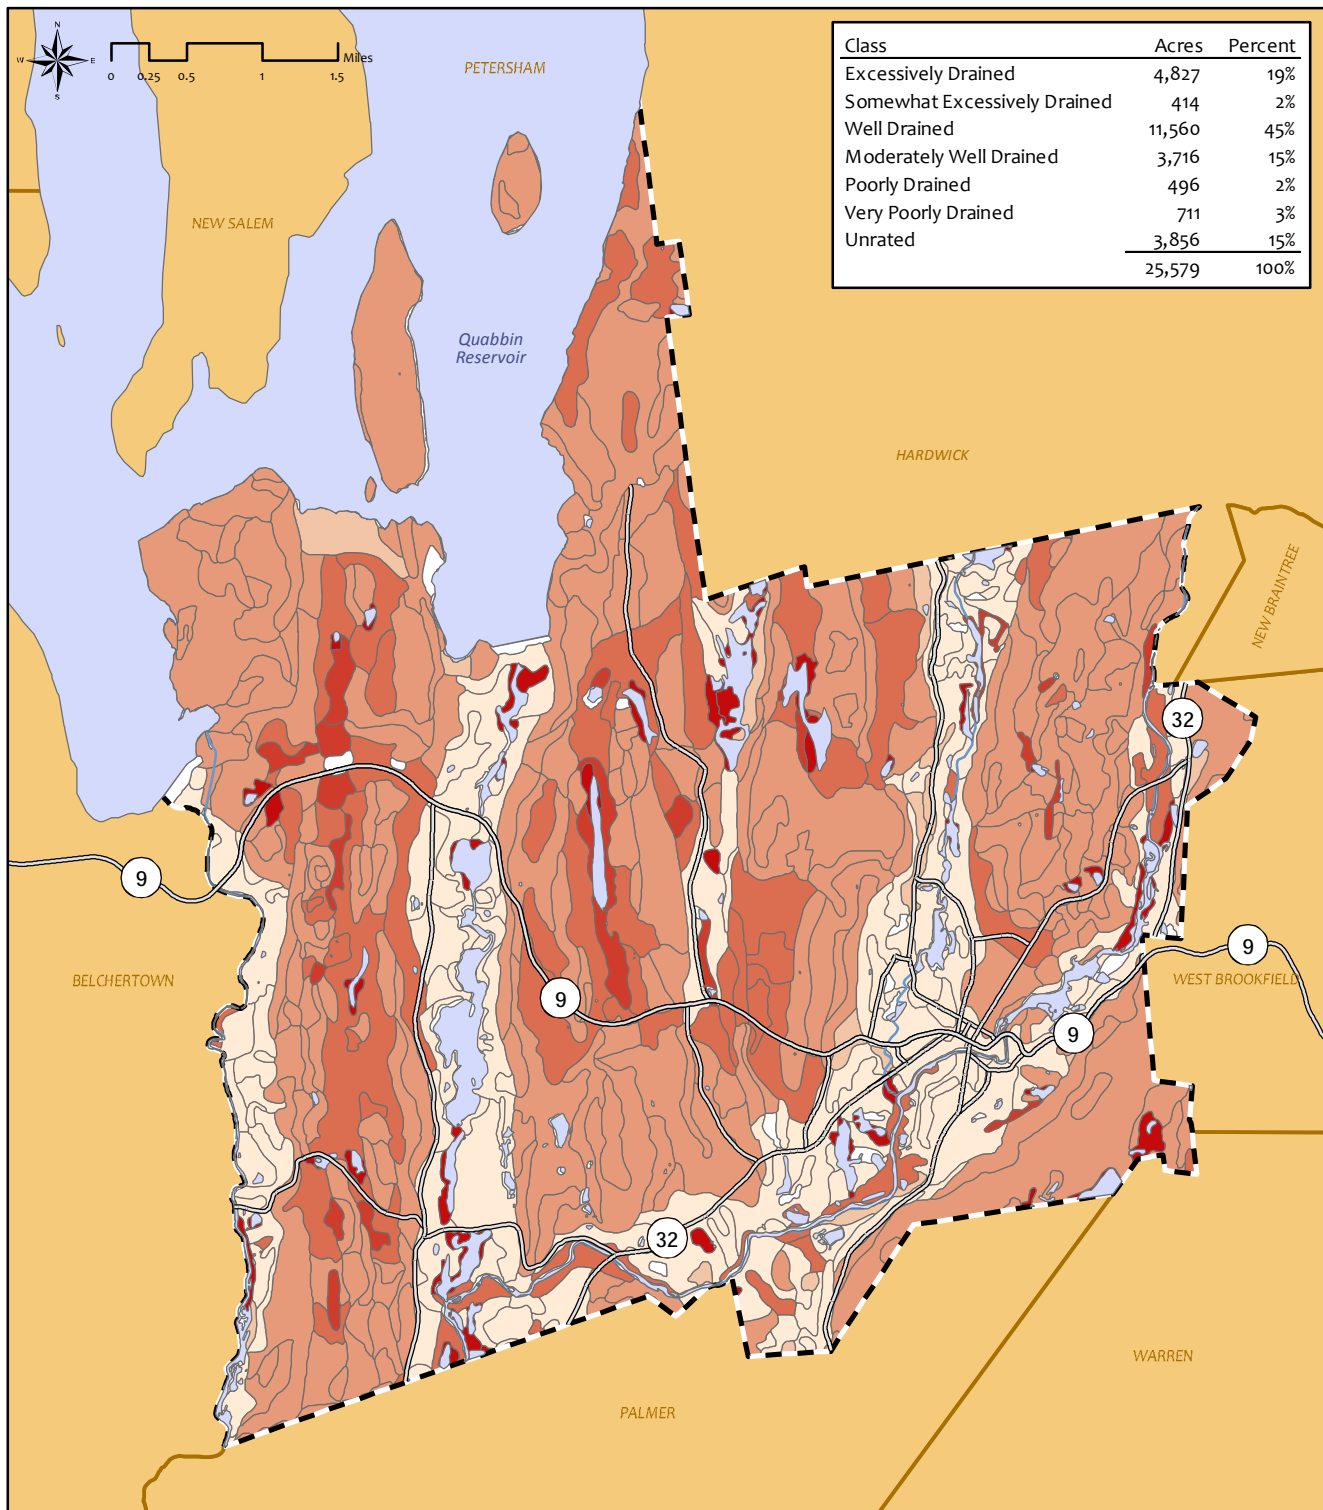 N
W E
S
0 0.25 0.5 1 1.5 Miles
PETERSHAM
Class Acres Percent
Excessively Drained 4,827 19%
Somewhat Excessively Drained 414 2%
Well Drained 11,560 45%
Moderately Well Drained 3,716 15%
Poorly Drained 496 2%
Very Poorly Drained 711 3%
Unrated 3,856 15%
25,579 100%
NEW SALEM
Quabbin
Reservoir
HARDWICK
NEW BRAINTREE
32
9
9
BELCHERTOWN
WEST BROOKFIELD
9
9
32
WARREN
PALMER